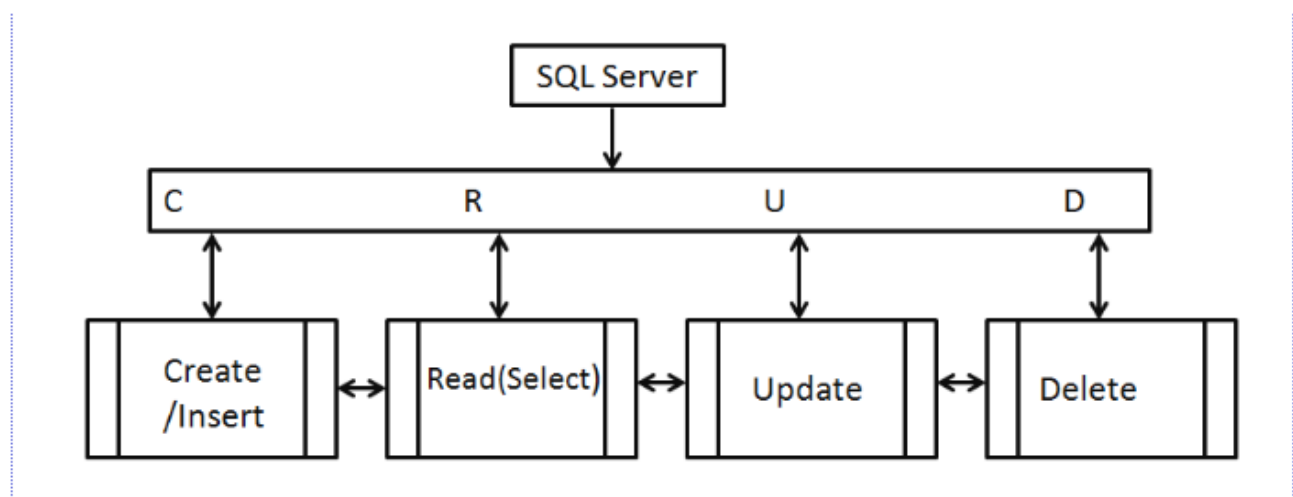 SQL Server
C R U D
Create
/Insert
Read(Select)
Update
Delete